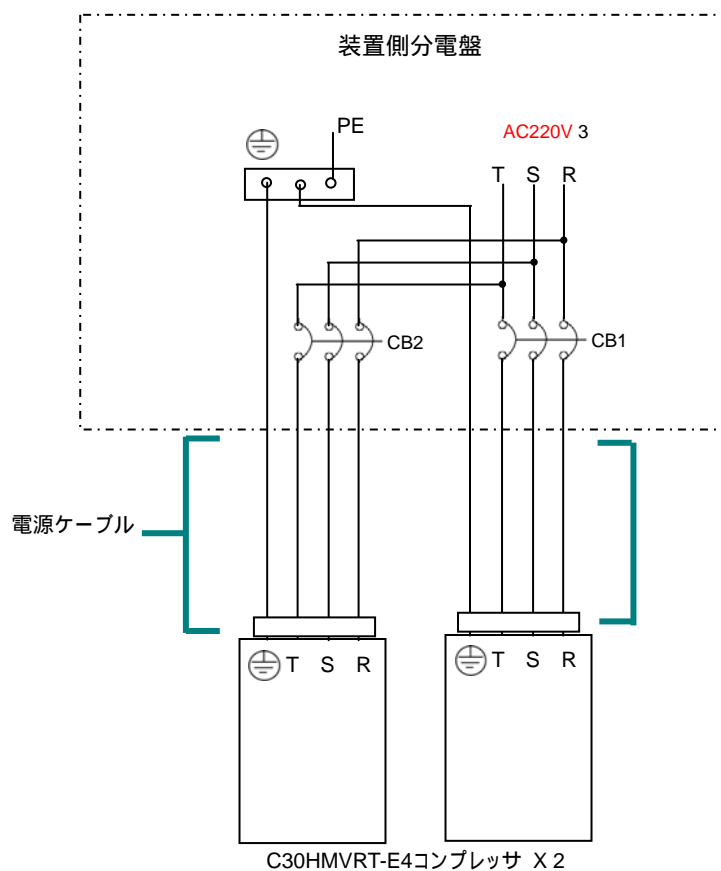 装置側分電盤
PE
AC220V 3
T S R
CB2
CB1
電源ケーブル
T S R
T S R
C30HMVRT-E4コンプレッサ X 2